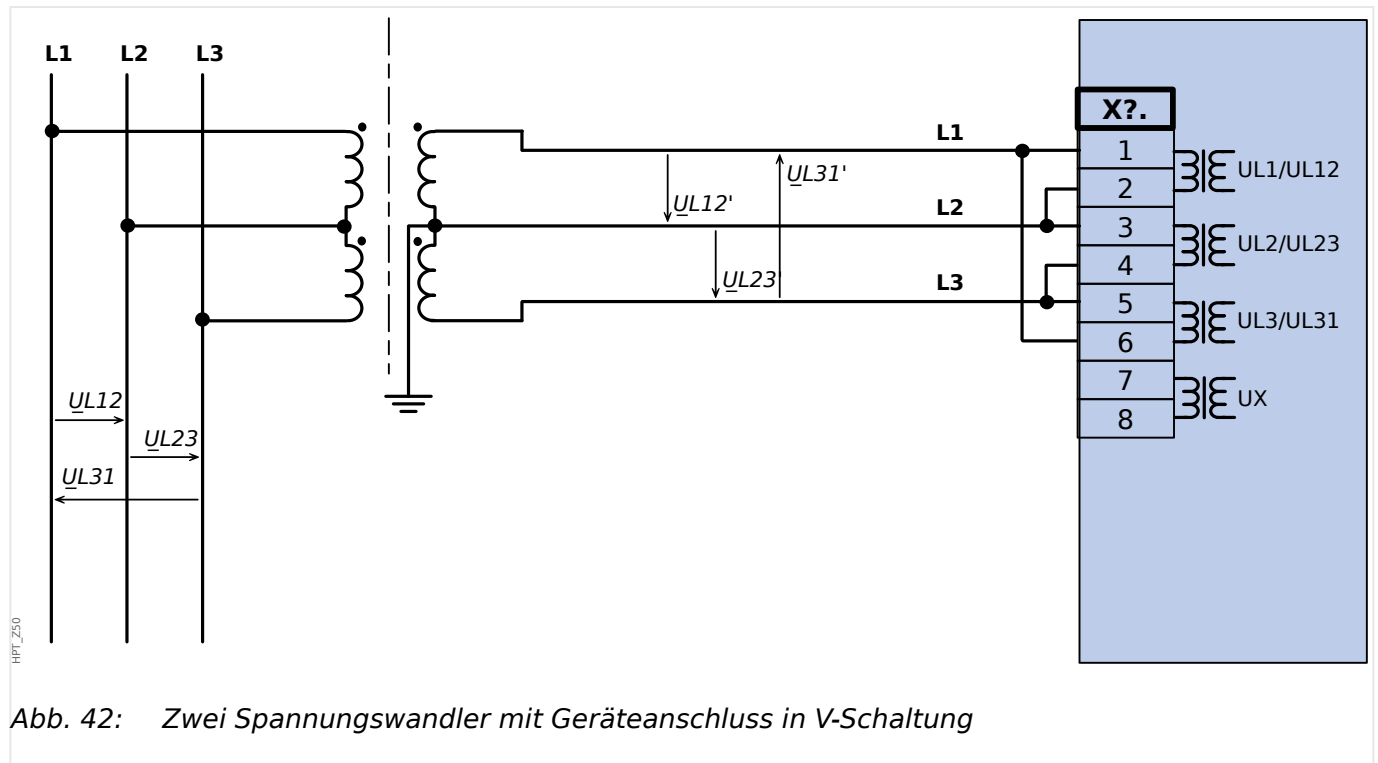 L1 L2 L3
X?.
L1
1
UL1/UL12
UL31'
2
UL12'
L2
3
UL2/UL23
4
UL23'
L3
5
UL3/UL31
6
7
UX
8
UL12
UL23
UL31
HPT_Z50
Abb. 42: Zwei Spannungswandler mit Geräteanschluss in V-Schaltung